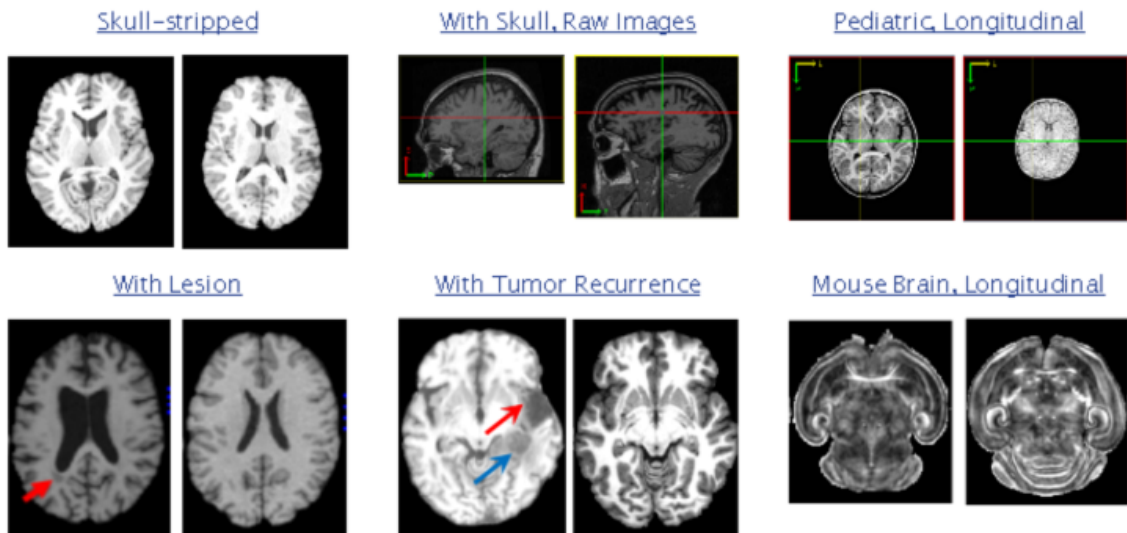 Skull-stripped
With Skull, Raw Images
Pediatric, Longitudinal
With Lesion
With Tumor Recurrence
Mouse Brain, Longitudinal